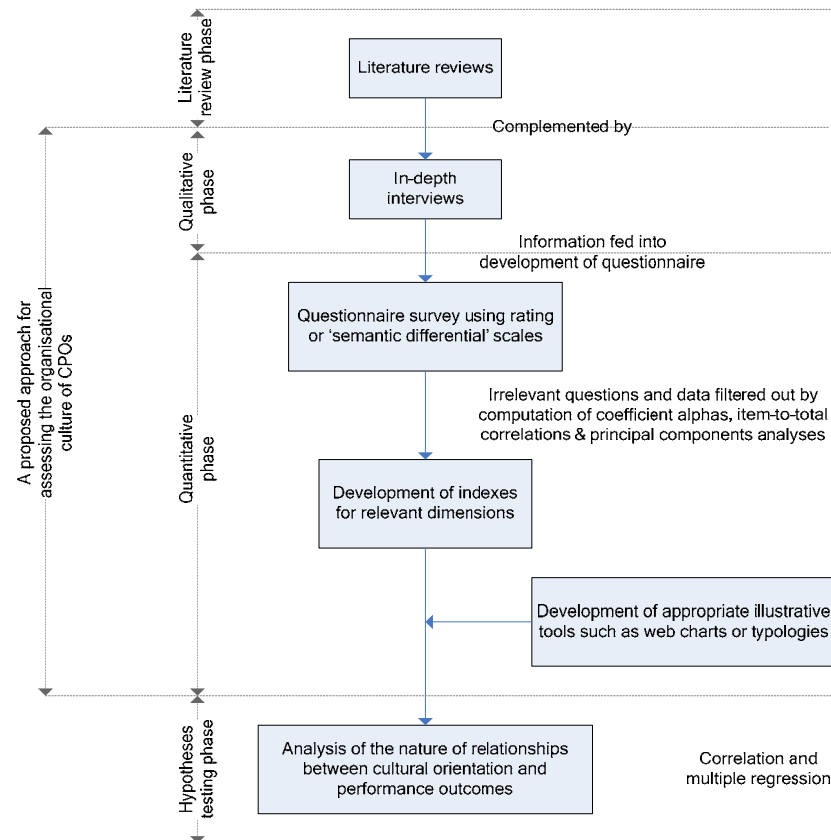 Literature
review phase
Literature reviews
Complemented by
Qualitative
phase
In-depth
interviews
Information fed into
development of questionnaire
A proposed approach for
assessing the organisational
culture of CPOs
Quantitative
phase
Questionnaire survey using rating
or ‘semantic differential’ scales
Irrelevant questions and data filtered out by
computation of coefficient alphas, item-to-total
correlations & principal components analyses
Development of indexes
for relevant dimensions
Development of appropriate illustrative
tools such as web charts or typologies
Hypotheses
testing phase
Analysis of the nature of relationships
between cultural orientation and
performance outcomes
Correlation and
multiple regression